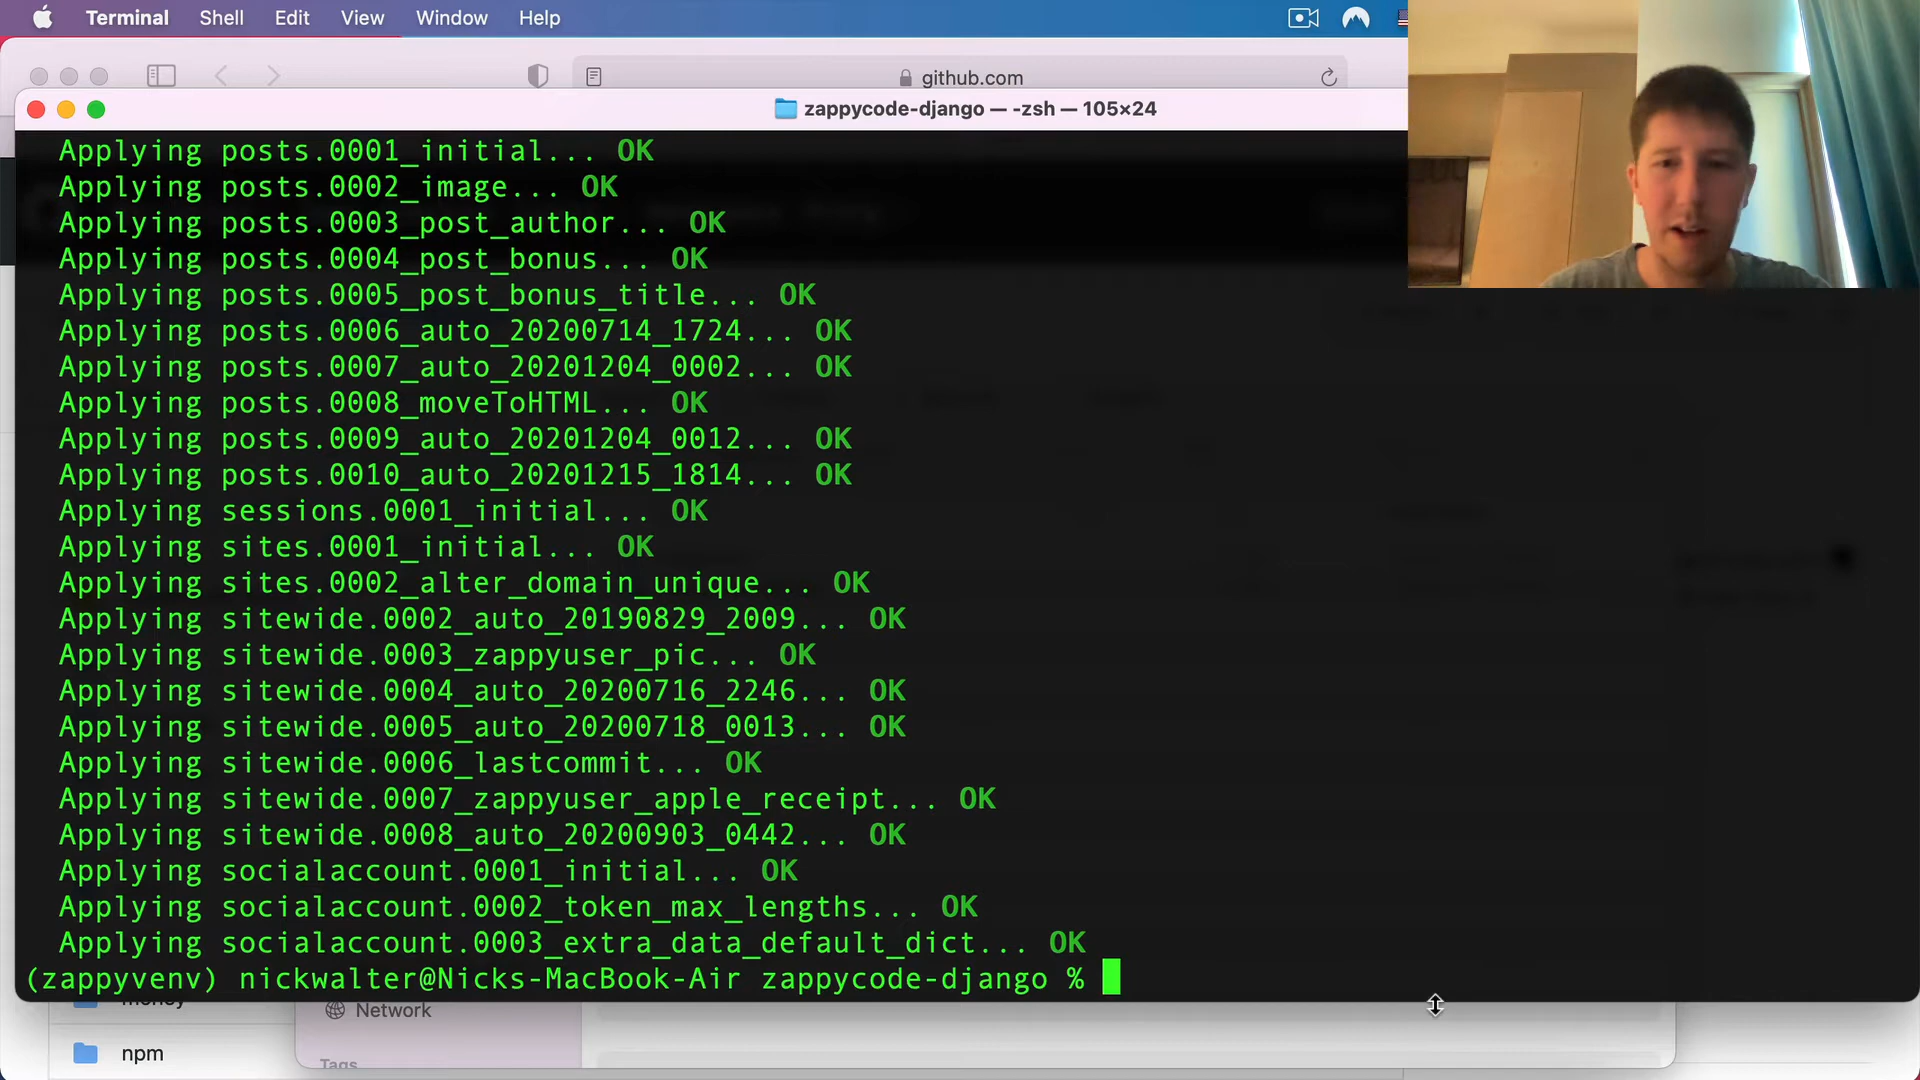 Terminal Shell Edit View Window Help
github.com
zappycode-django — -zsh — 105×24
Applying posts.0001_initial... OK
Applying posts.0002_image... OK
Applying posts.0003_post_author... OK
Applying posts.0004_post_bonus... OK
Applying posts.0005_post_bonus_title... OK
Applying posts.0006_auto_20200714_1724... OK
Applying posts.0007_auto_20201204_0002... OK
Applying posts.0008_moveToHTML... OK
Applying posts.0009_auto_20201204_0012... OK
Applying posts.0010_auto_20201215_1814... OK
Applying sessions.0001_initial... OK
Applying sites.0001_initial... OK
Applying sites.0002_alter_domain_unique... OK
Applying sitewide.0002_auto_20190829_2009... OK
Applying sitewide.0003_zappyuser_pic... OK
Applying sitewide.0004_auto_20200716_2246... OK
Applying sitewide.0005_auto_20200718_0013... OK
Applying sitewide.0006_lastcommit... OK
Applying sitewide.0007_zappyuser_apple_receipt... OK
Applying sitewide.0008_auto_20200903_0442... OK
Applying socialaccount.0001_initial... OK
Applying socialaccount.0002_token_max_lengths... OK
Applying socialaccount.0003_extra_data_default_dict... OK
(zappyvenv) nickwalter@Nicks-MacBook-Air zappycode-django %
money
Network
npm
Tags